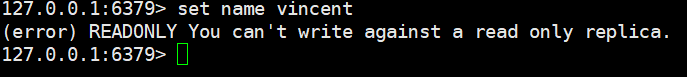 127.0.0.1:6379> set name vincent
(error) READONLY You can't write against a read only replica.
127.0.0.1:6379>